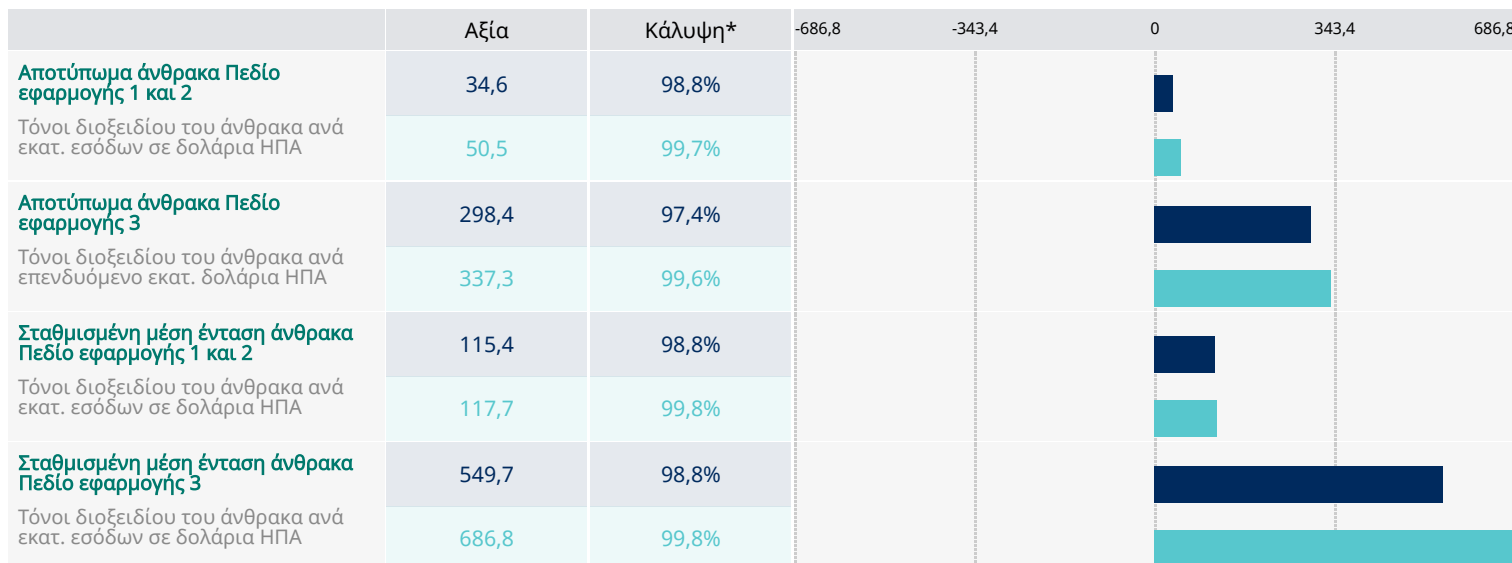 Αξία Κάλυψη* -686,8 -343,4 0 343,4 686,8
Αποτύπωμα άνθρακα Πεδίο
εφαρμογής 1 και 2
Τόνοι διοξειδίου του άνθρακα ανά
εκατ. εσόδων σε δολάρια ΗΠΑ
34,6 98,8%
50,5 99,7%
Αποτύπωμα άνθρακα Πεδίο
εφαρμογής 3
Τόνοι διοξειδίου του άνθρακα ανά
επενδυόμενο εκατ. δολάρια ΗΠΑ
298,4 97,4%
337,3 99,6%
Σταθμισμένη μέση ένταση άνθρακα
Πεδίο εφαρμογής 1 και 2
Τόνοι διοξειδίου του άνθρακα ανά
εκατ. εσόδων σε δολάρια ΗΠΑ
115,4 98,8%
117,7 99,8%
Σταθμισμένη μέση ένταση άνθρακα
Πεδίο εφαρμογής 3
Τόνοι διοξειδίου του άνθρακα ανά
εκατ. εσόδων σε δολάρια ΗΠΑ
549,7 98,8%
686,8 99,8%